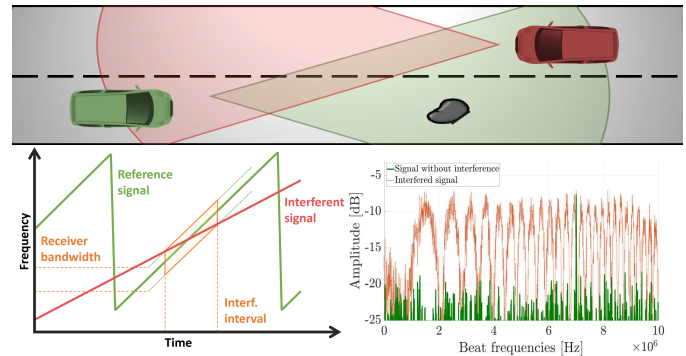 Reference
signal
Interferent
signal
Receiver
bandwidth
Interf.
interval
Frequency
Time
Signal without interference
Interfered signal
Amplitude [dB]
-5
-10
-15
-20
-25
0 2 4 6 8 10
Beat frequencies [Hz] ×10⁶